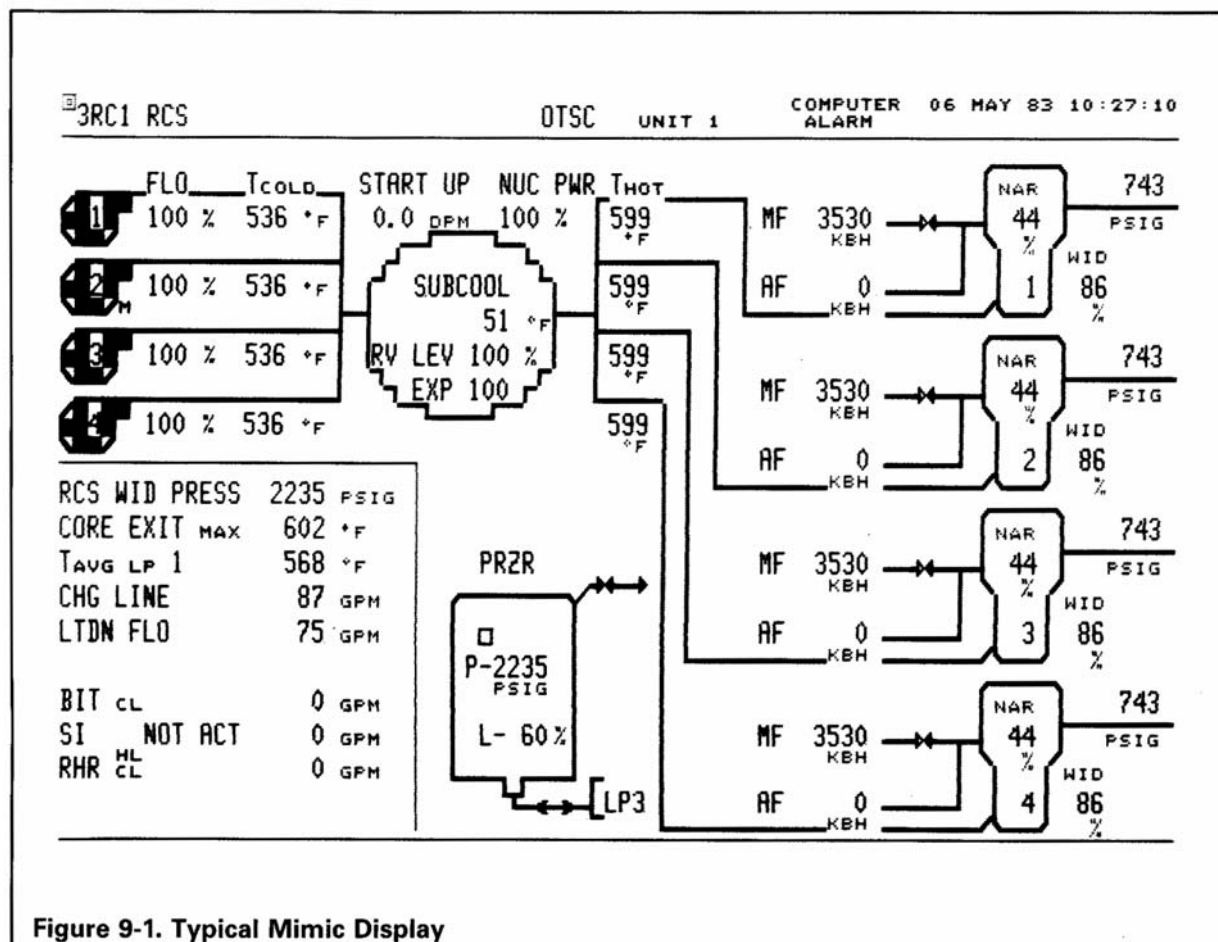 3RC1 RCS OTSC UNIT 1 COMPUTER ALARM 06 MAY 83 10:27:10
FLO TCOLD START UP NUC PWR THOT
1 100 % 536 °F 0.0 DPM 100 % 599 °F
2 M 100 % 536 °F 599 °F
3 100 % 536 °F 599 °F
4 100 % 536 °F 599 °F
SUBCOOL
51 °F
RV LEV 100 %
EXP 100
RCS WID PRESS 2235 PSIG
CORE EXIT MAX 602 °F
TAVG LP 1 568 °F
CHG LINE 87 GPM
LTDN FLO 75 GPM
BIT CL 0 GPM
SI NOT ACT 0 GPM
RHR HL CL 0 GPM
PRZR
P-2235
PSIG
L- 60%
LP3
MF 3530 KBH
AF 0 KBH
NAR 44 %
1
WID 86 %
743 PSIG
MF 3530 KBH
AF 0 KBH
NAR 44 %
2
WID 86 %
743 PSIG
MF 3530 KBH
AF 0 KBH
NAR 44 %
3
WID 86 %
743 PSIG
MF 3530 KBH
AF 0 KBH
NAR 44 %
4
WID 86 %
743 PSIG
Figure 9-1. Typical Mimic Display